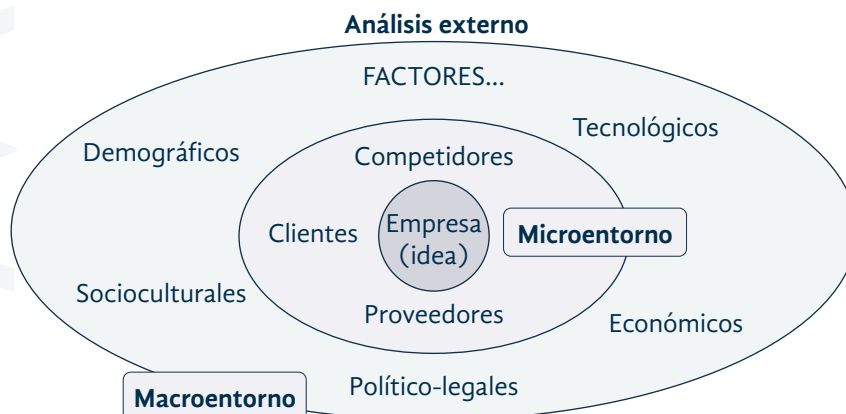 Análisis externo
FACTORES...
Tecnológicos
Demográficos
Competidores
Clientes
Empresa
(idea)
Microentorno
Socioculturales
Proveedores
Económicos
Político-legales
Macroentorno